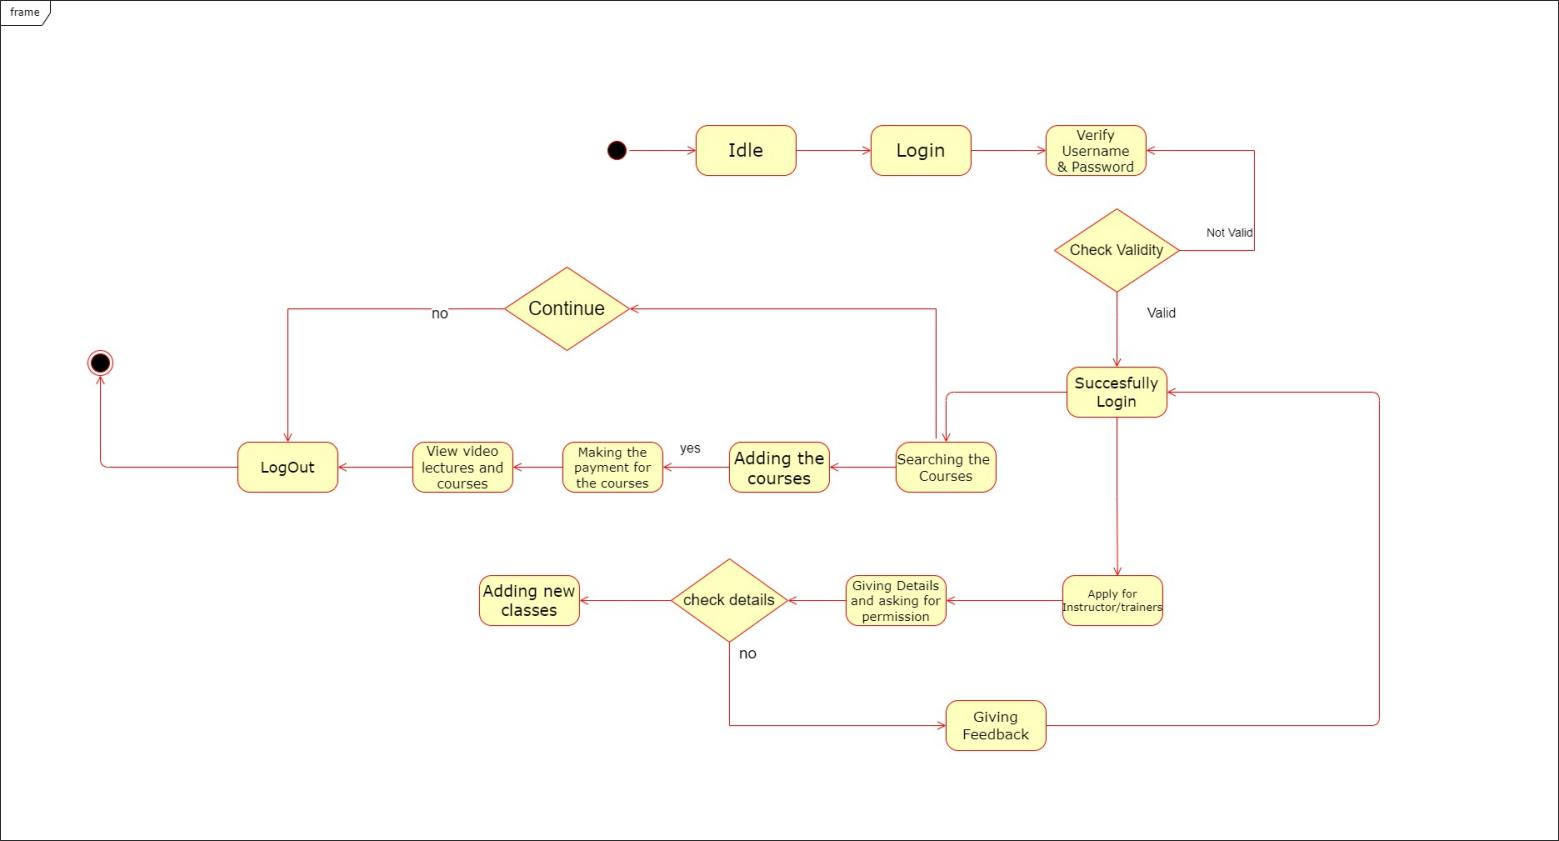 frame
Idle
Login
Verify
Username
& Password
Check Validity
Not Valid
Valid
Continue
no
Succesfully
Login
LogOut
View video
lectures and
courses
Making the
payment for
the courses
yes
Adding the
courses
Searching the
Courses
Adding new
classes
check details
Giving Details
and asking for
permission
Apply for
Instructor/trainers
no
Giving
Feedback